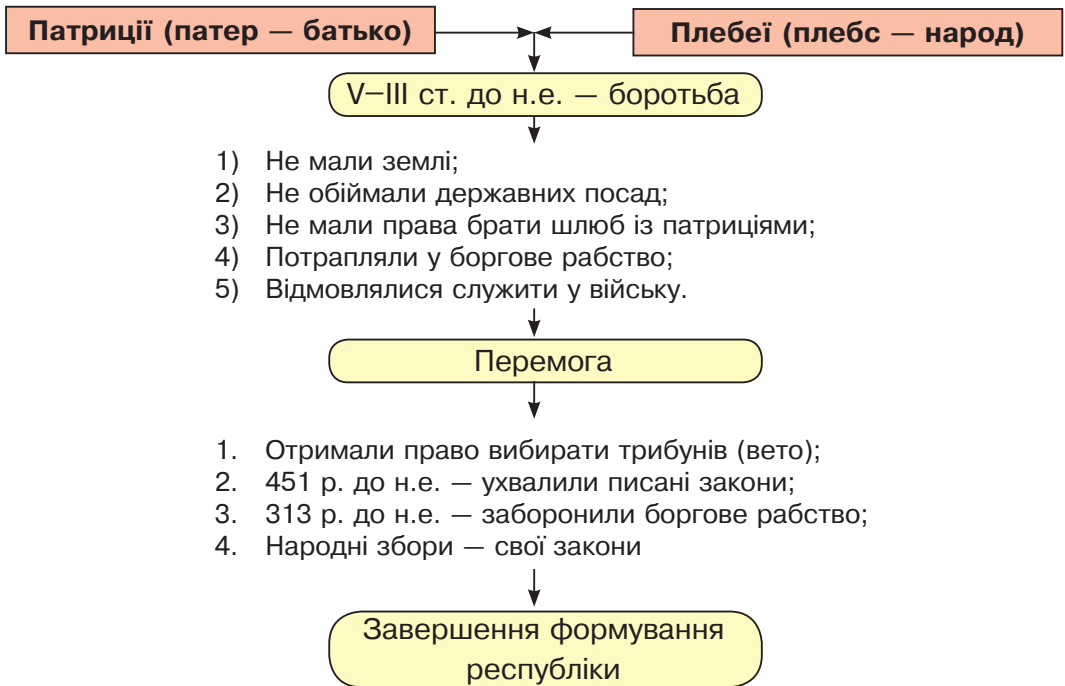 Патриції (патер — батько)
Плебеї (плебс — народ)
V–III ст. до н.е. — боротьба
1) Не мали землі;
2) Не обіймали державних посад;
3) Не мали права брати шлюб із патриціями;
4) Потрапляли у боргове рабство;
5) Відмовлялися служити у війську.
Перемога
1. Отримали право вибирати трибунів (вето);
2. 451 р. до н.е. — ухвалили писані закони;
3. 313 р. до н.е. — заборонили боргове рабство;
4. Народні збори — свої закони
Завершення формування
республіки